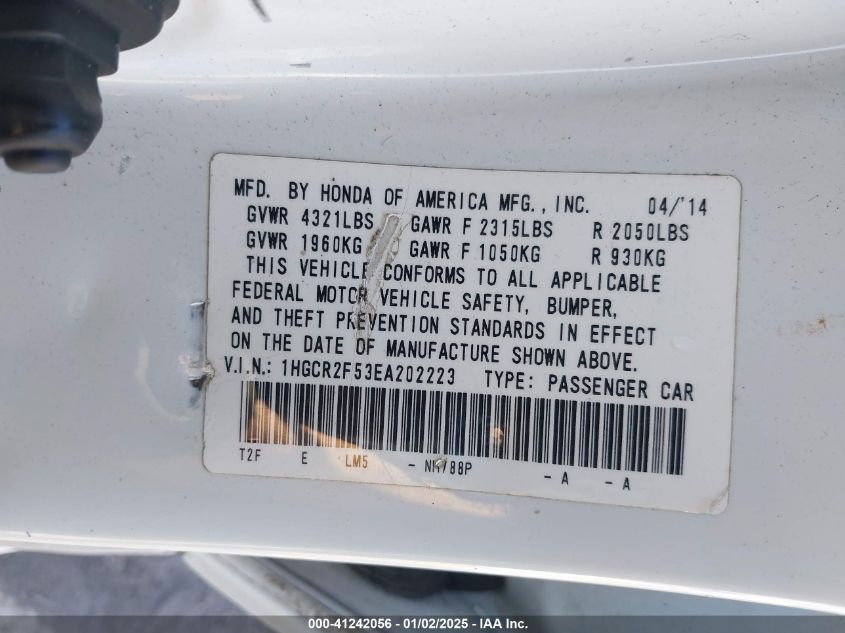 MFD. BY HONDA OF AMERICA MFG., INC. 04/'14
GVWR 4321LBS GAWR F 2315LBS R 2050LBS
GVWR 1960KG GAWR F 1050KG R 930KG
THIS VEHICLE CONFORMS TO ALL APPLICABLE
FEDERAL MOTOR VEHICLE SAFETY, BUMPER,
AND THEFT PREVENTION STANDARDS IN EFFECT
ON THE DATE OF MANUFACTURE SHOWN ABOVE.
V.I.N.: 1HGCR2F53EA202223 TYPE: PASSENGER CAR
T2F E LM5 - NH788P - A - A
000-41242056 - 01/02/2025 - IAA Inc.